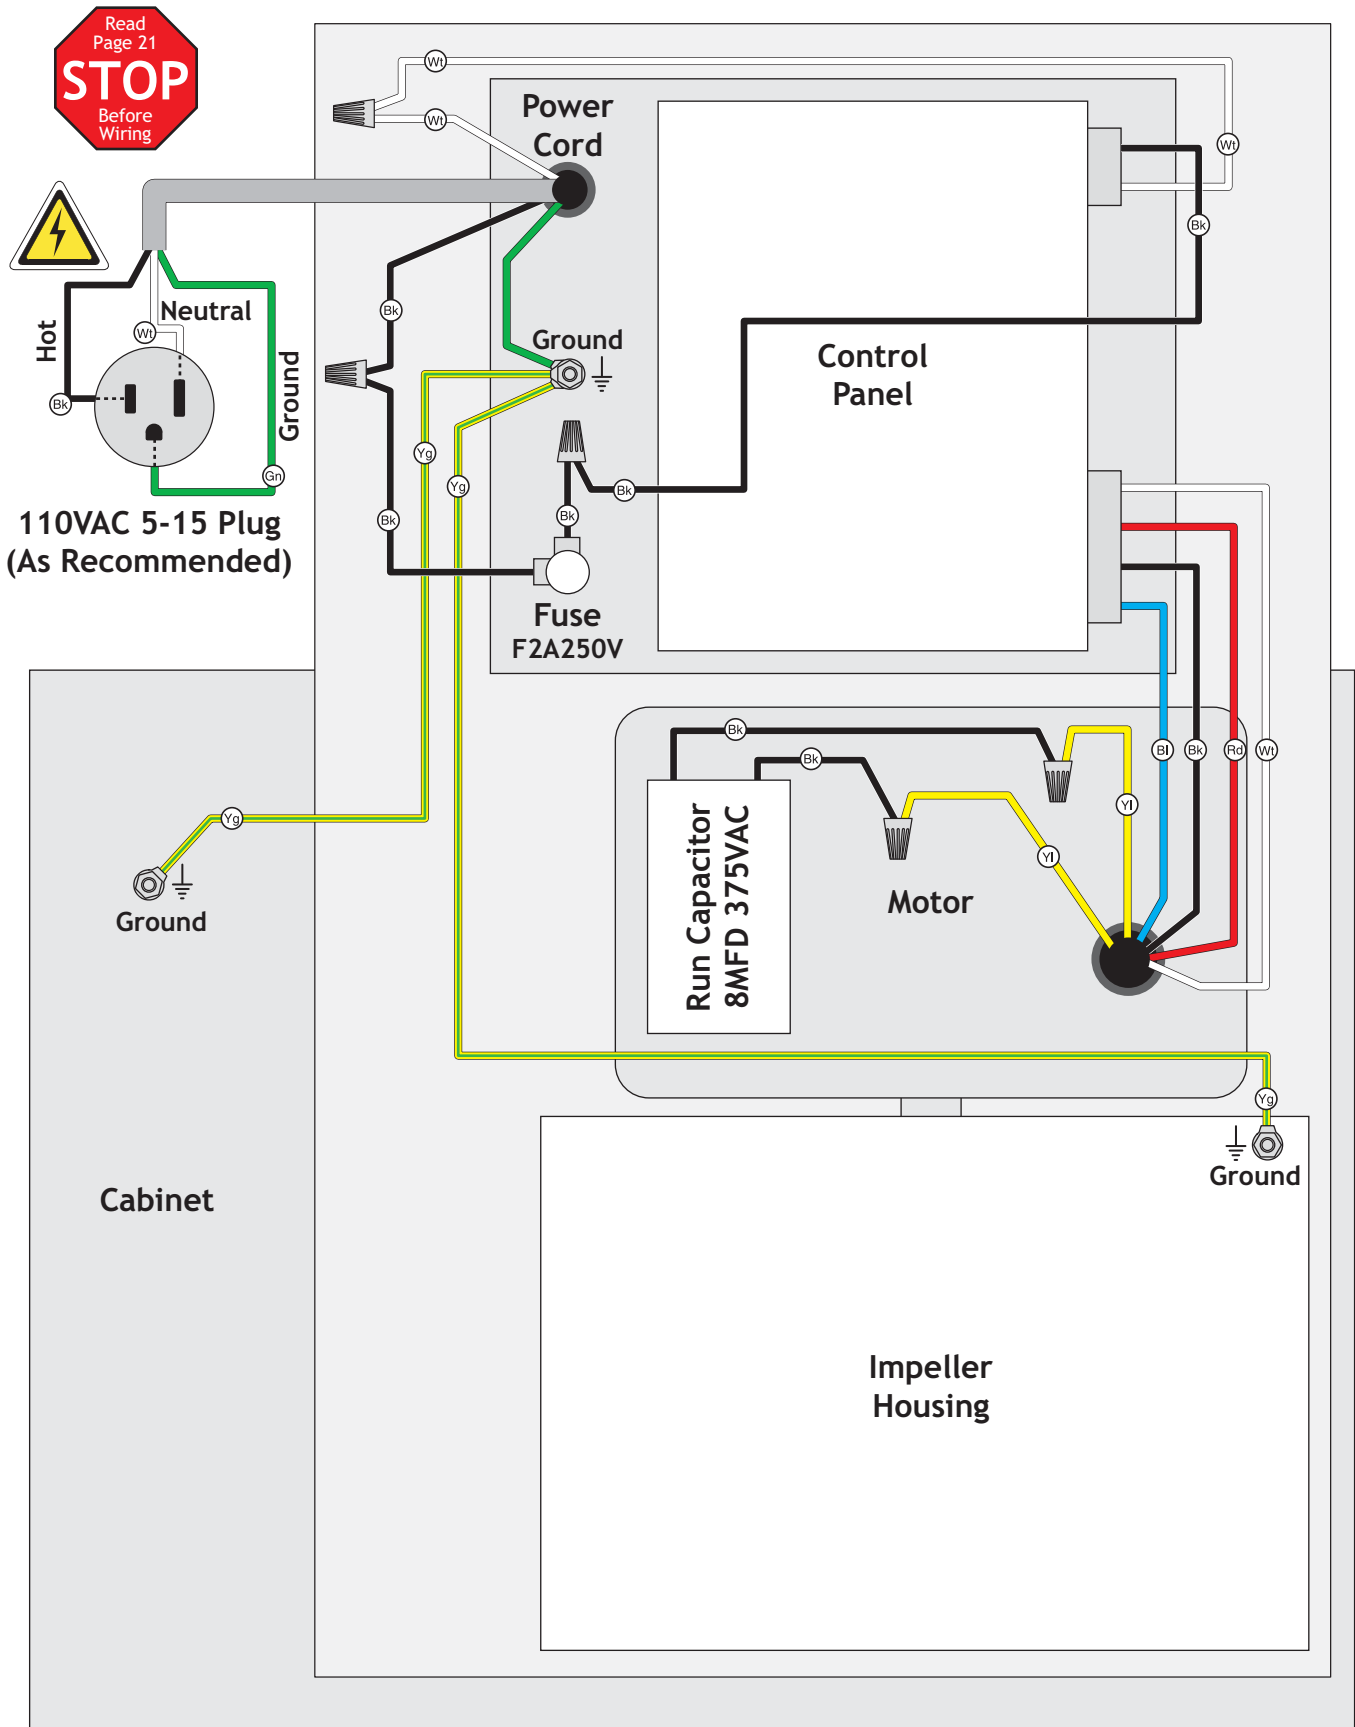 Read
Page 21
STOP
Before
Wiring
Wt
Wt
Power
Cord
Wt
Bk
Hot
Neutral
Wt
Ground
Bk
Gn
110VAC 5-15 Plug
(As Recommended)
Bk
Ground
Control
Panel
Yg
Yg
Bk
Bk
Bk
Fuse
F2A250V
Bk
Bk
Bl
Bk
Rd
Wt
Yl
Yl
Run Capacitor
8MFD 375VAC
Motor
Yg
Ground
Yg
Ground
Cabinet
Impeller
Housing